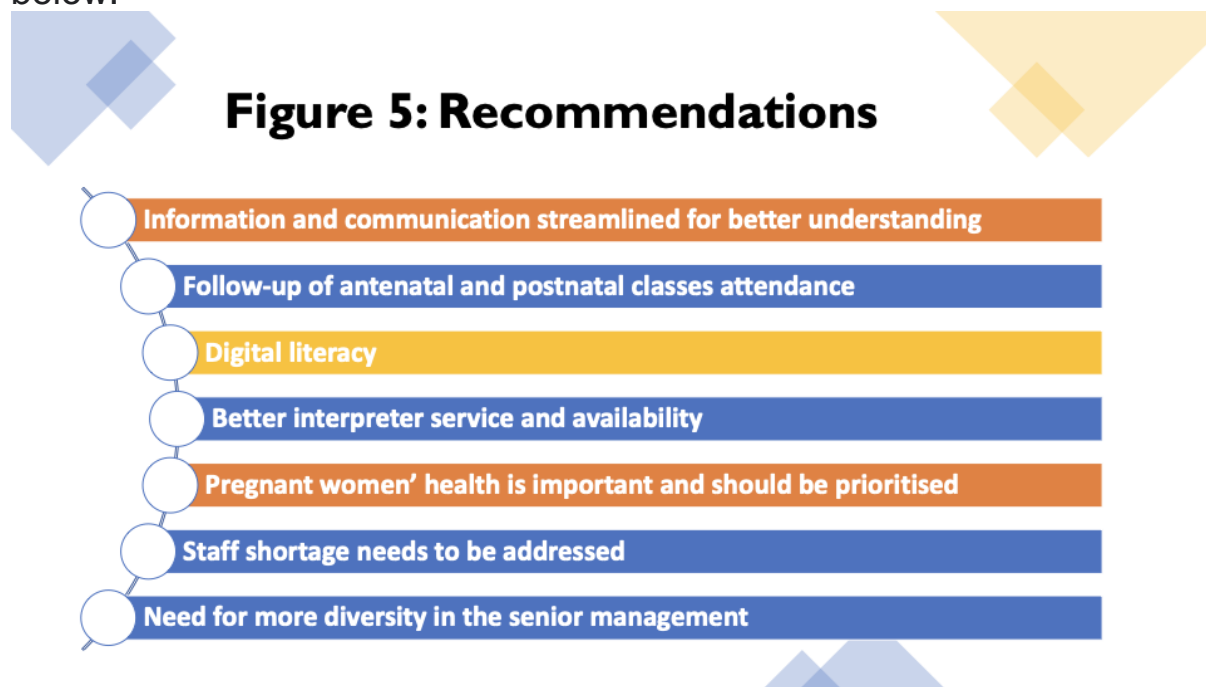 below.
Figure 5: Recommendations
Information and communication streamlined for better understanding
Follow-up of antenatal and postnatal classes attendance
Digital literacy
Better interpreter service and availability
Pregnant women’ health is important and should be prioritised
Staff shortage needs to be addressed
Need for more diversity in the senior management